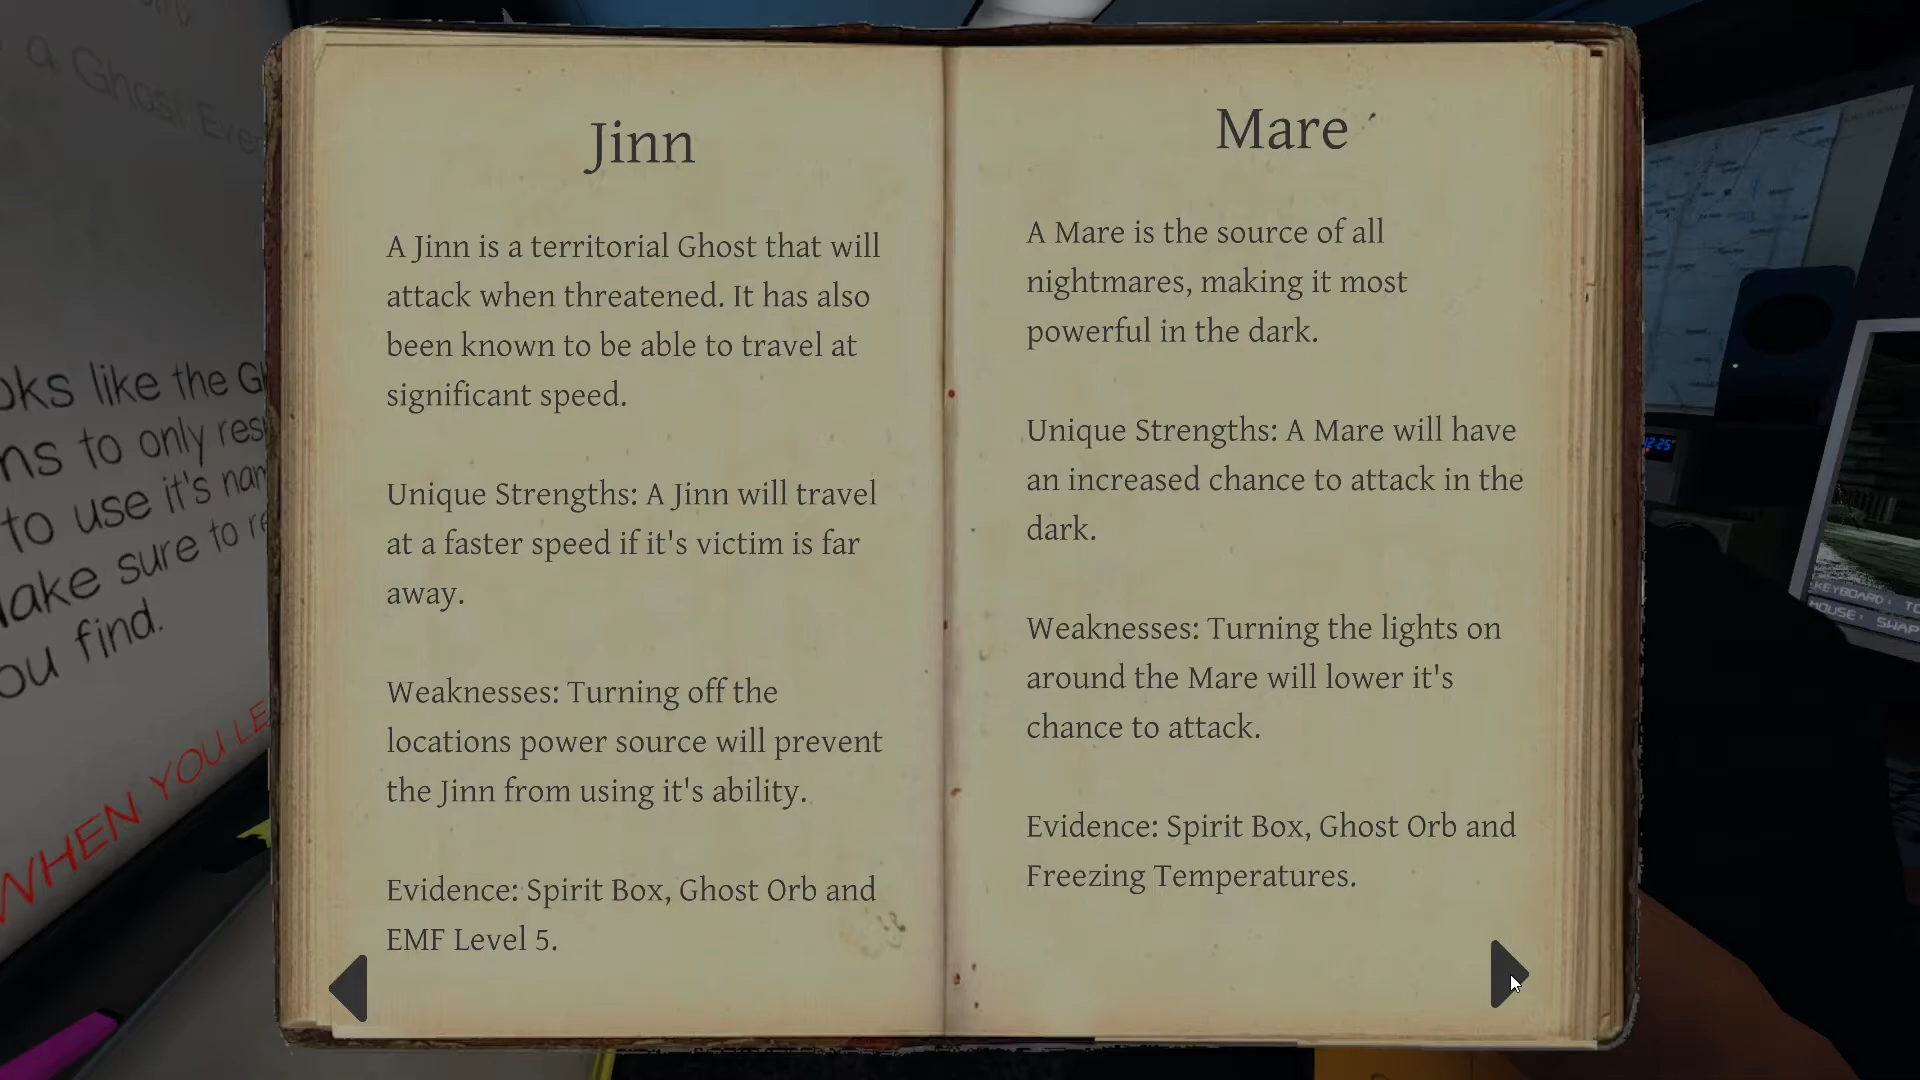 a Ghost
oks like the
ns to only
to use it's
ake sure to
ou find.
WHEN YOU
Jinn
A Jinn is a territorial Ghost that will
attack when threatened. It has also
been known to be able to travel at
significant speed.
Unique Strengths: A Jinn will travel
at a faster speed if it's victim is far
away.
Weaknesses: Turning off the
locations power source will prevent
the Jinn from using it's ability.
Evidence: Spirit Box, Ghost Orb and
EMF Level 5.
Mare
A Mare is the source of all
nightmares, making it most
powerful in the dark.
Unique Strengths: A Mare will have
an increased chance to attack in the
dark.
Weaknesses: Turning the lights on
around the Mare will lower it's
chance to attack.
Evidence: Spirit Box, Ghost Orb and
Freezing Temperatures.
12:25
KEYBOARD:
MOUSE: SWAP